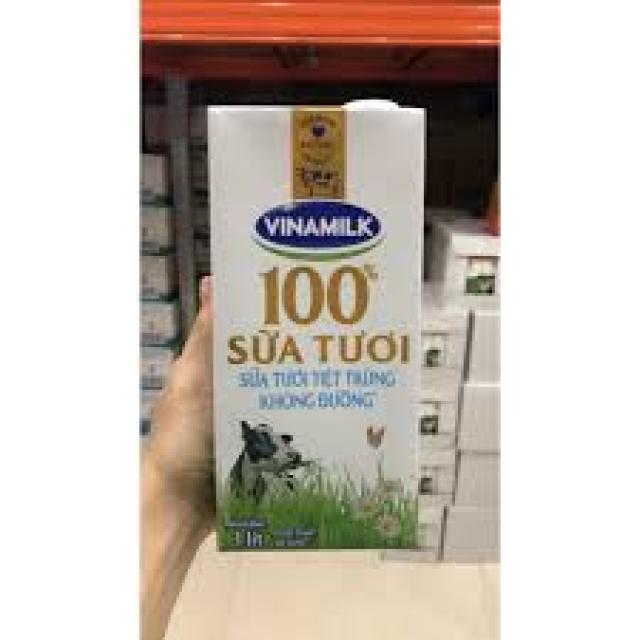 VINAMILK
100%
SỮA TƯƠI
SỮA TƯƠI TIỆT TRÙNG
KHÔNG ĐƯỜNG
1 lít